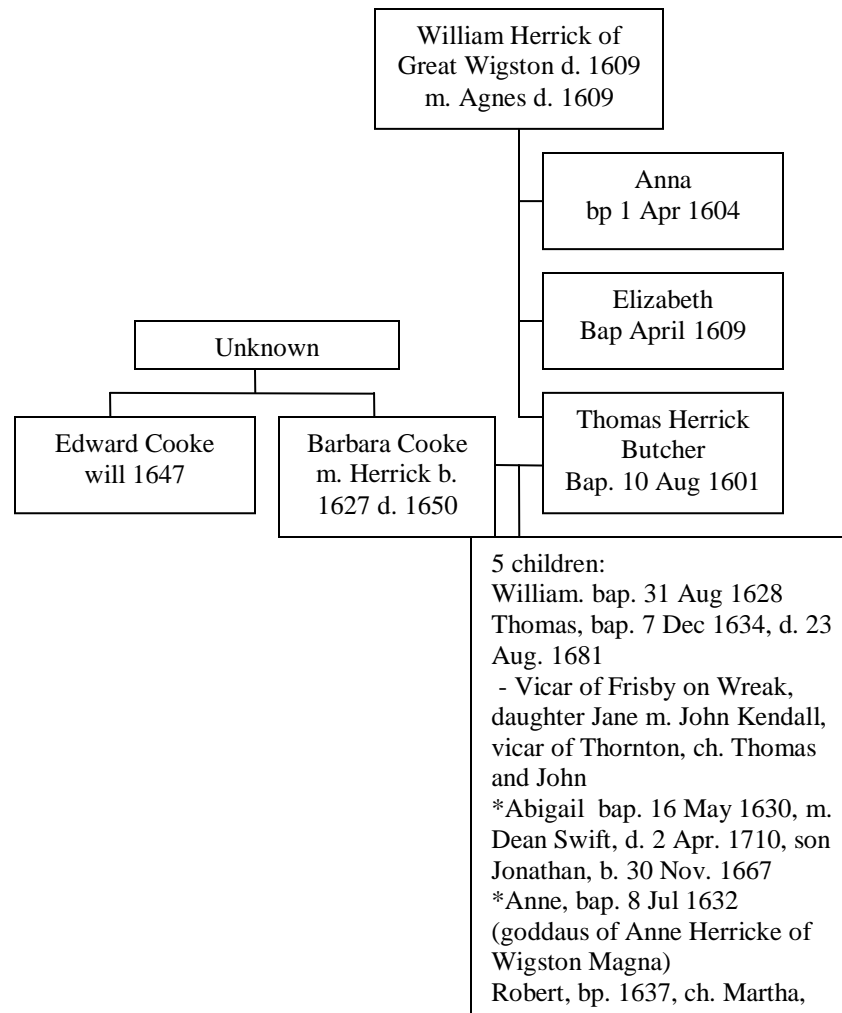 William Herrick of
Great Wigston d. 1609
m. Agnes d. 1609
Anna
bp 1 Apr 1604
Elizabeth
Bap April 1609
Unknown
Edward Cooke
will 1647
Barbara Cooke
m. Herrick b.
1627 d. 1650
Thomas Herrick
Butcher
Bap. 10 Aug 1601
5 children:
William. bap. 31 Aug 1628
Thomas, bap. 7 Dec 1634, d. 23
Aug. 1681
- Vicar of Frisby on Wreak,
daughter Jane m. John Kendall,
vicar of Thornton, ch. Thomas
and John
*Abigail bap. 16 May 1630, m.
Dean Swift, d. 2 Apr. 1710, son
Jonathan, b. 30 Nov. 1667
*Anne, bap. 8 Jul 1632
(goddaus of Anne Herricke of
Wigston Magna)
Robert, bp. 1637, ch. Martha,